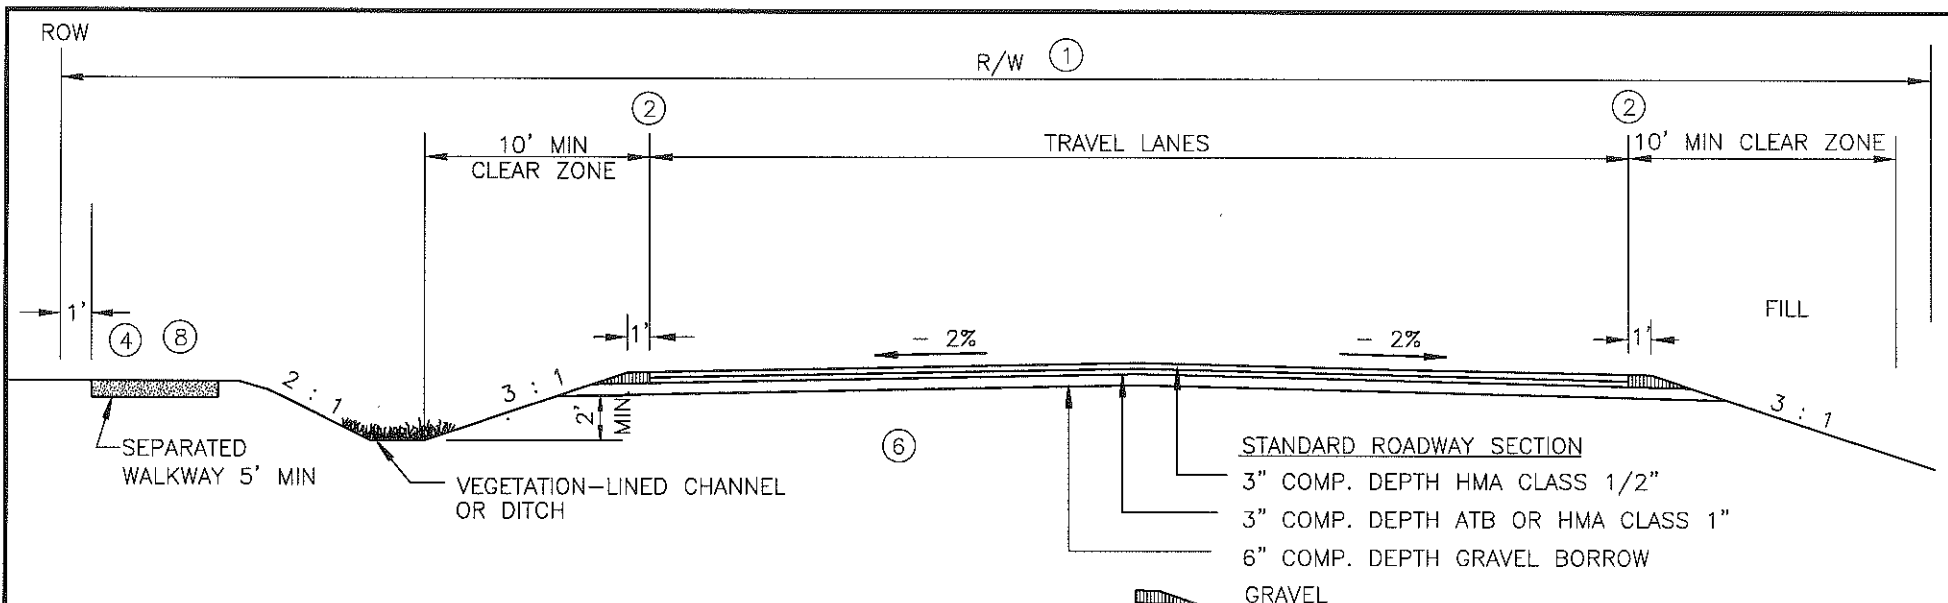 ROW
R/W 1
2
2
10' MIN
CLEAR ZONE
TRAVEL LANES
10' MIN CLEAR ZONE
1'
4 8
1'
- 2%
- 2%
1'
FILL
2 : 1
3 : 1
2'
MIN
3 : 1
6
SEPARATED
WALKWAY 5' MIN
VEGETATION-LINED CHANNEL
OR DITCH
STANDARD ROADWAY SECTION
3" COMP. DEPTH HMA CLASS 1/2"
3" COMP. DEPTH ATB OR HMA CLASS 1"
6" COMP. DEPTH GRAVEL BORROW
GRAVEL